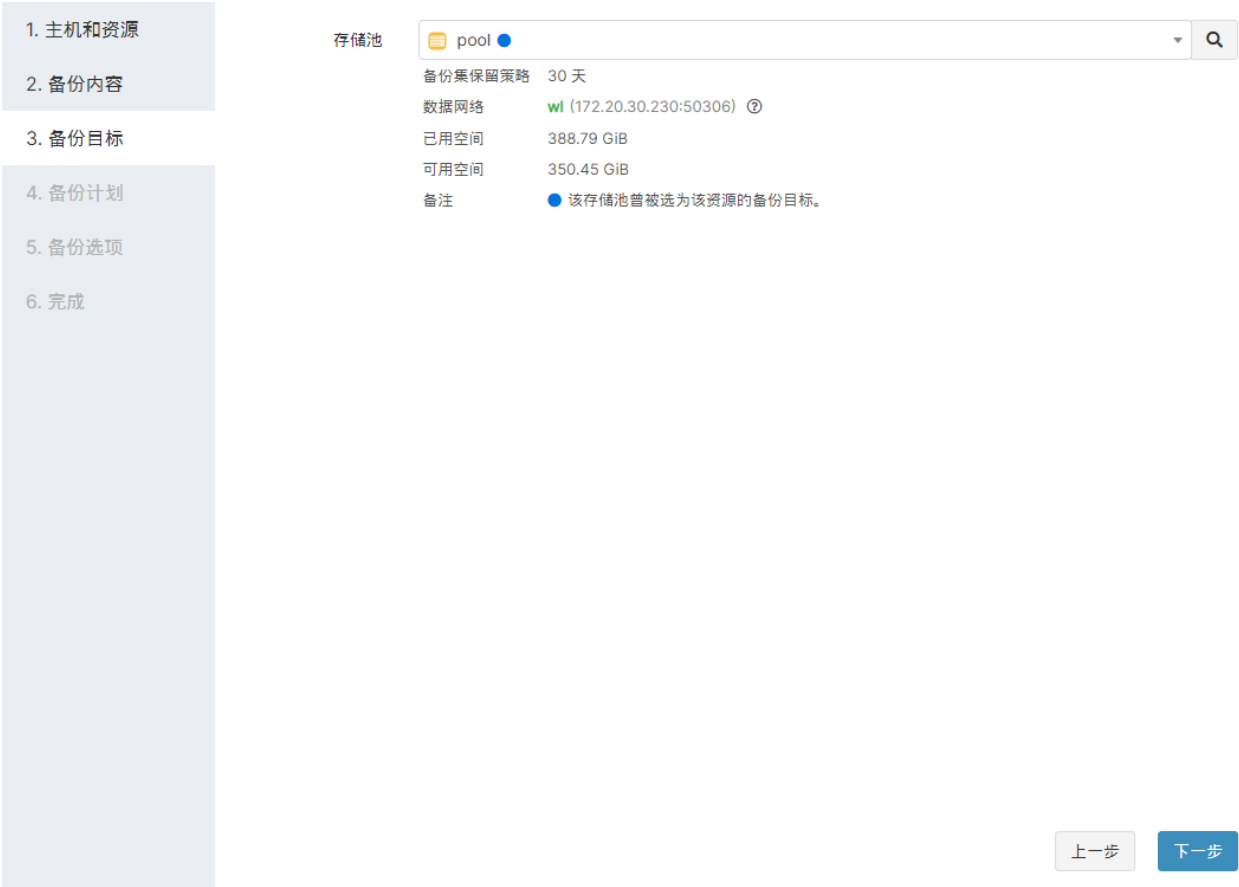 1. 主机和资源
2. 备份内容
3. 备份目标
4. 备份计划
5. 备份选项
6. 完成
存储池 pool
备份集保留策略 30 天
数据网络 wl (172.20.30.230:50306)
已用空间 388.79 GiB
可用空间 350.45 GiB
备注 该存储池曾被选为该资源的备份目标。
上一步 下一步